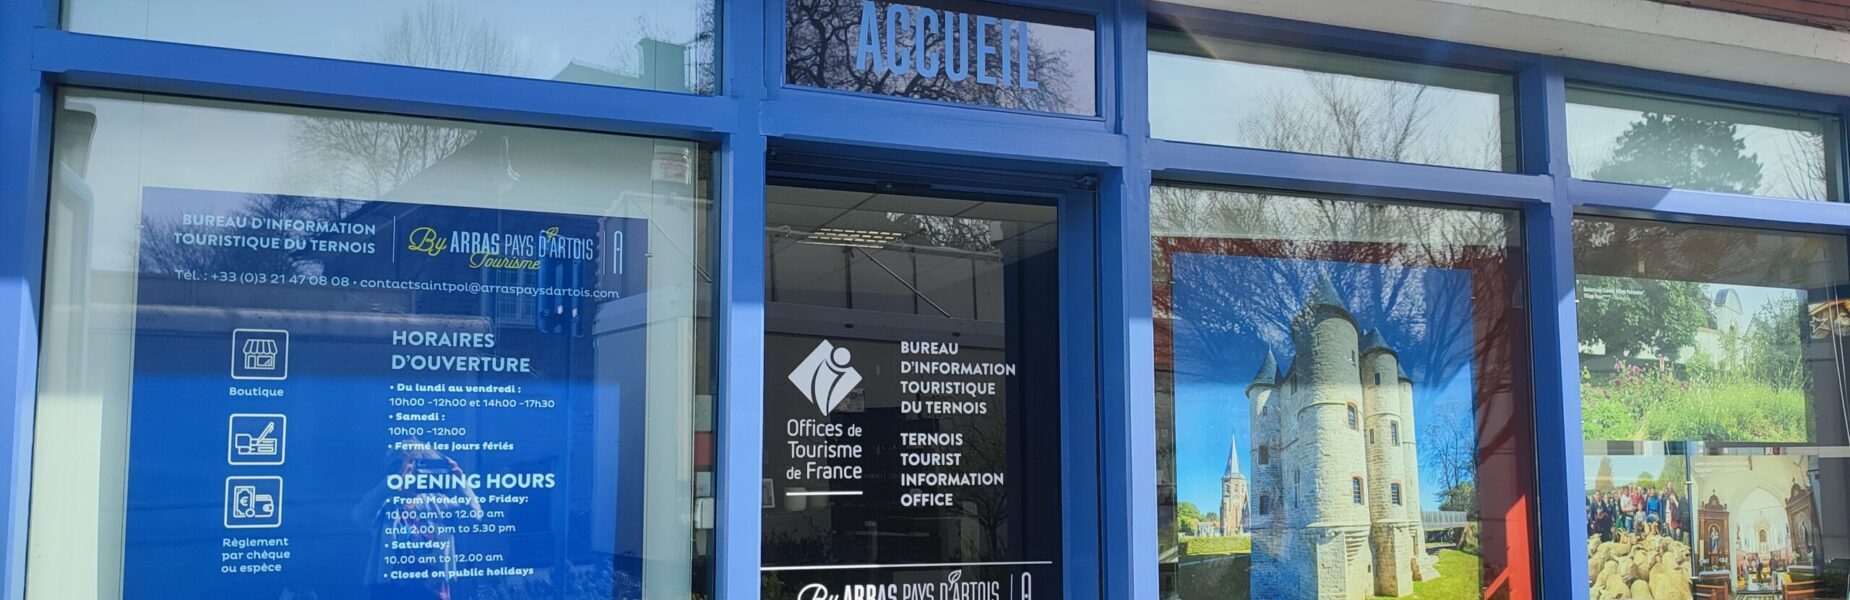 ACCUEIL
BUREAU D'INFORMATION
TOURISTIQUE DU TERNOIS
By ARRAS PAYS D'ARTOIS
Tourisme
Tél. : +33 (0)3 21 47 08 08 • contactsaintpol@arraspaysdartois.com
Boutique
Règlement
par chèque
ou espèce
HORAIRES
D'OUVERTURE
• Du lundi au vendredi :
10h00 -12h00 et 14h00 -17h30
• Samedi :
10h00 -12h00
• Fermé les jours fériés
OPENING HOURS
• From Monday to Friday:
10.00 am to 12.00 am
and 2.00 pm to 5.30 pm
• Saturday:
10.00 am to 12.00 am
• Closed on public holidays
Offices de
Tourisme
de France
BUREAU
D'INFORMATION
TOURISTIQUE
DU TERNOIS
TERNOIS
TOURIST
INFORMATION
OFFICE
By ARRAS PAYS D'ARTOIS